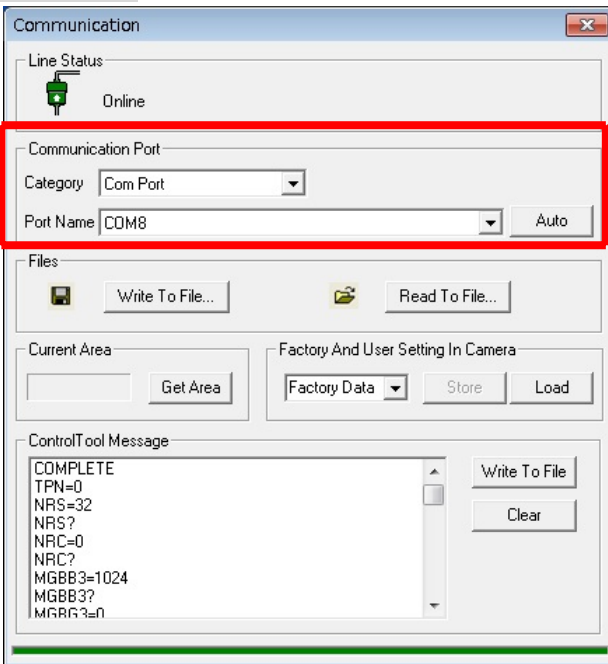 Communication
Line Status
Online
Communication Port
Category Com Port
Port Name COM8 Auto
Files
Write To File... Read To File...
Current Area Factory And User Setting In Camera
Get Area Factory Data Store Load
ControlTool Message
COMPLETE Write To File
TPN=0
NRS=32
NRS? Clear
NRC=0
NRC?
MGBB3=1024
MGBB3?
MGRG3=0